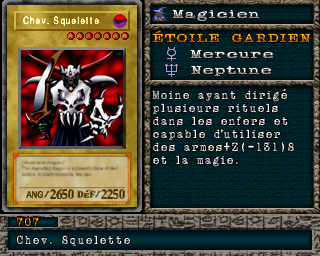 Chev. Squelette
ANG/2650 DéF/2250
Magicien
ÉTOILE GARDIEN
Mercure
Neptune
Moine ayant dirigé
plusieurs rituels
dans les enfers et
capable d'utiliser
des armes+Z(-131)8
et la magie.
707
Chev. Squelette